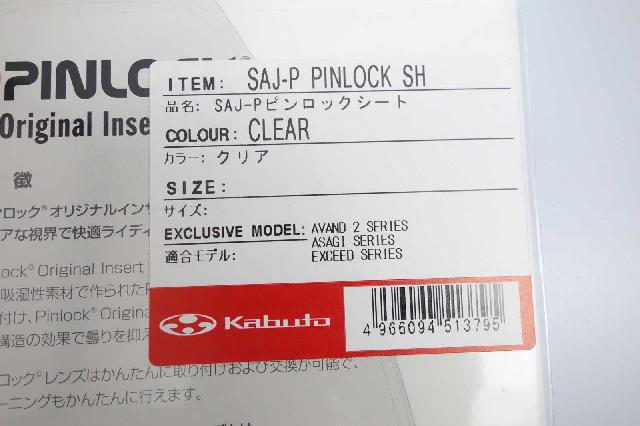 PINLOCK®
Original Insert
徴
ロック®オリジナルインサ
アな視界で快適ライディ
lock® Original Insert
吸湿性素材で作られた
付け、Pinlock® Origina
構造の効果で曇りを抑え
ロック®レンズはかんたんに取り付けおよび交換が可能で、
ーニングもかんたんに行えます。
ITEM: SAJ-P PINLOCK SH
品名: SAJ-Pピンロックシート
COLOUR: CLEAR
カラー: クリア
SIZE:
サイズ:
EXCLUSIVE MODEL: AVAND 2 SERIES
ASAGI SERIES
適合モデル: EXCEED SERIES
Kabuto
4 966094 513795